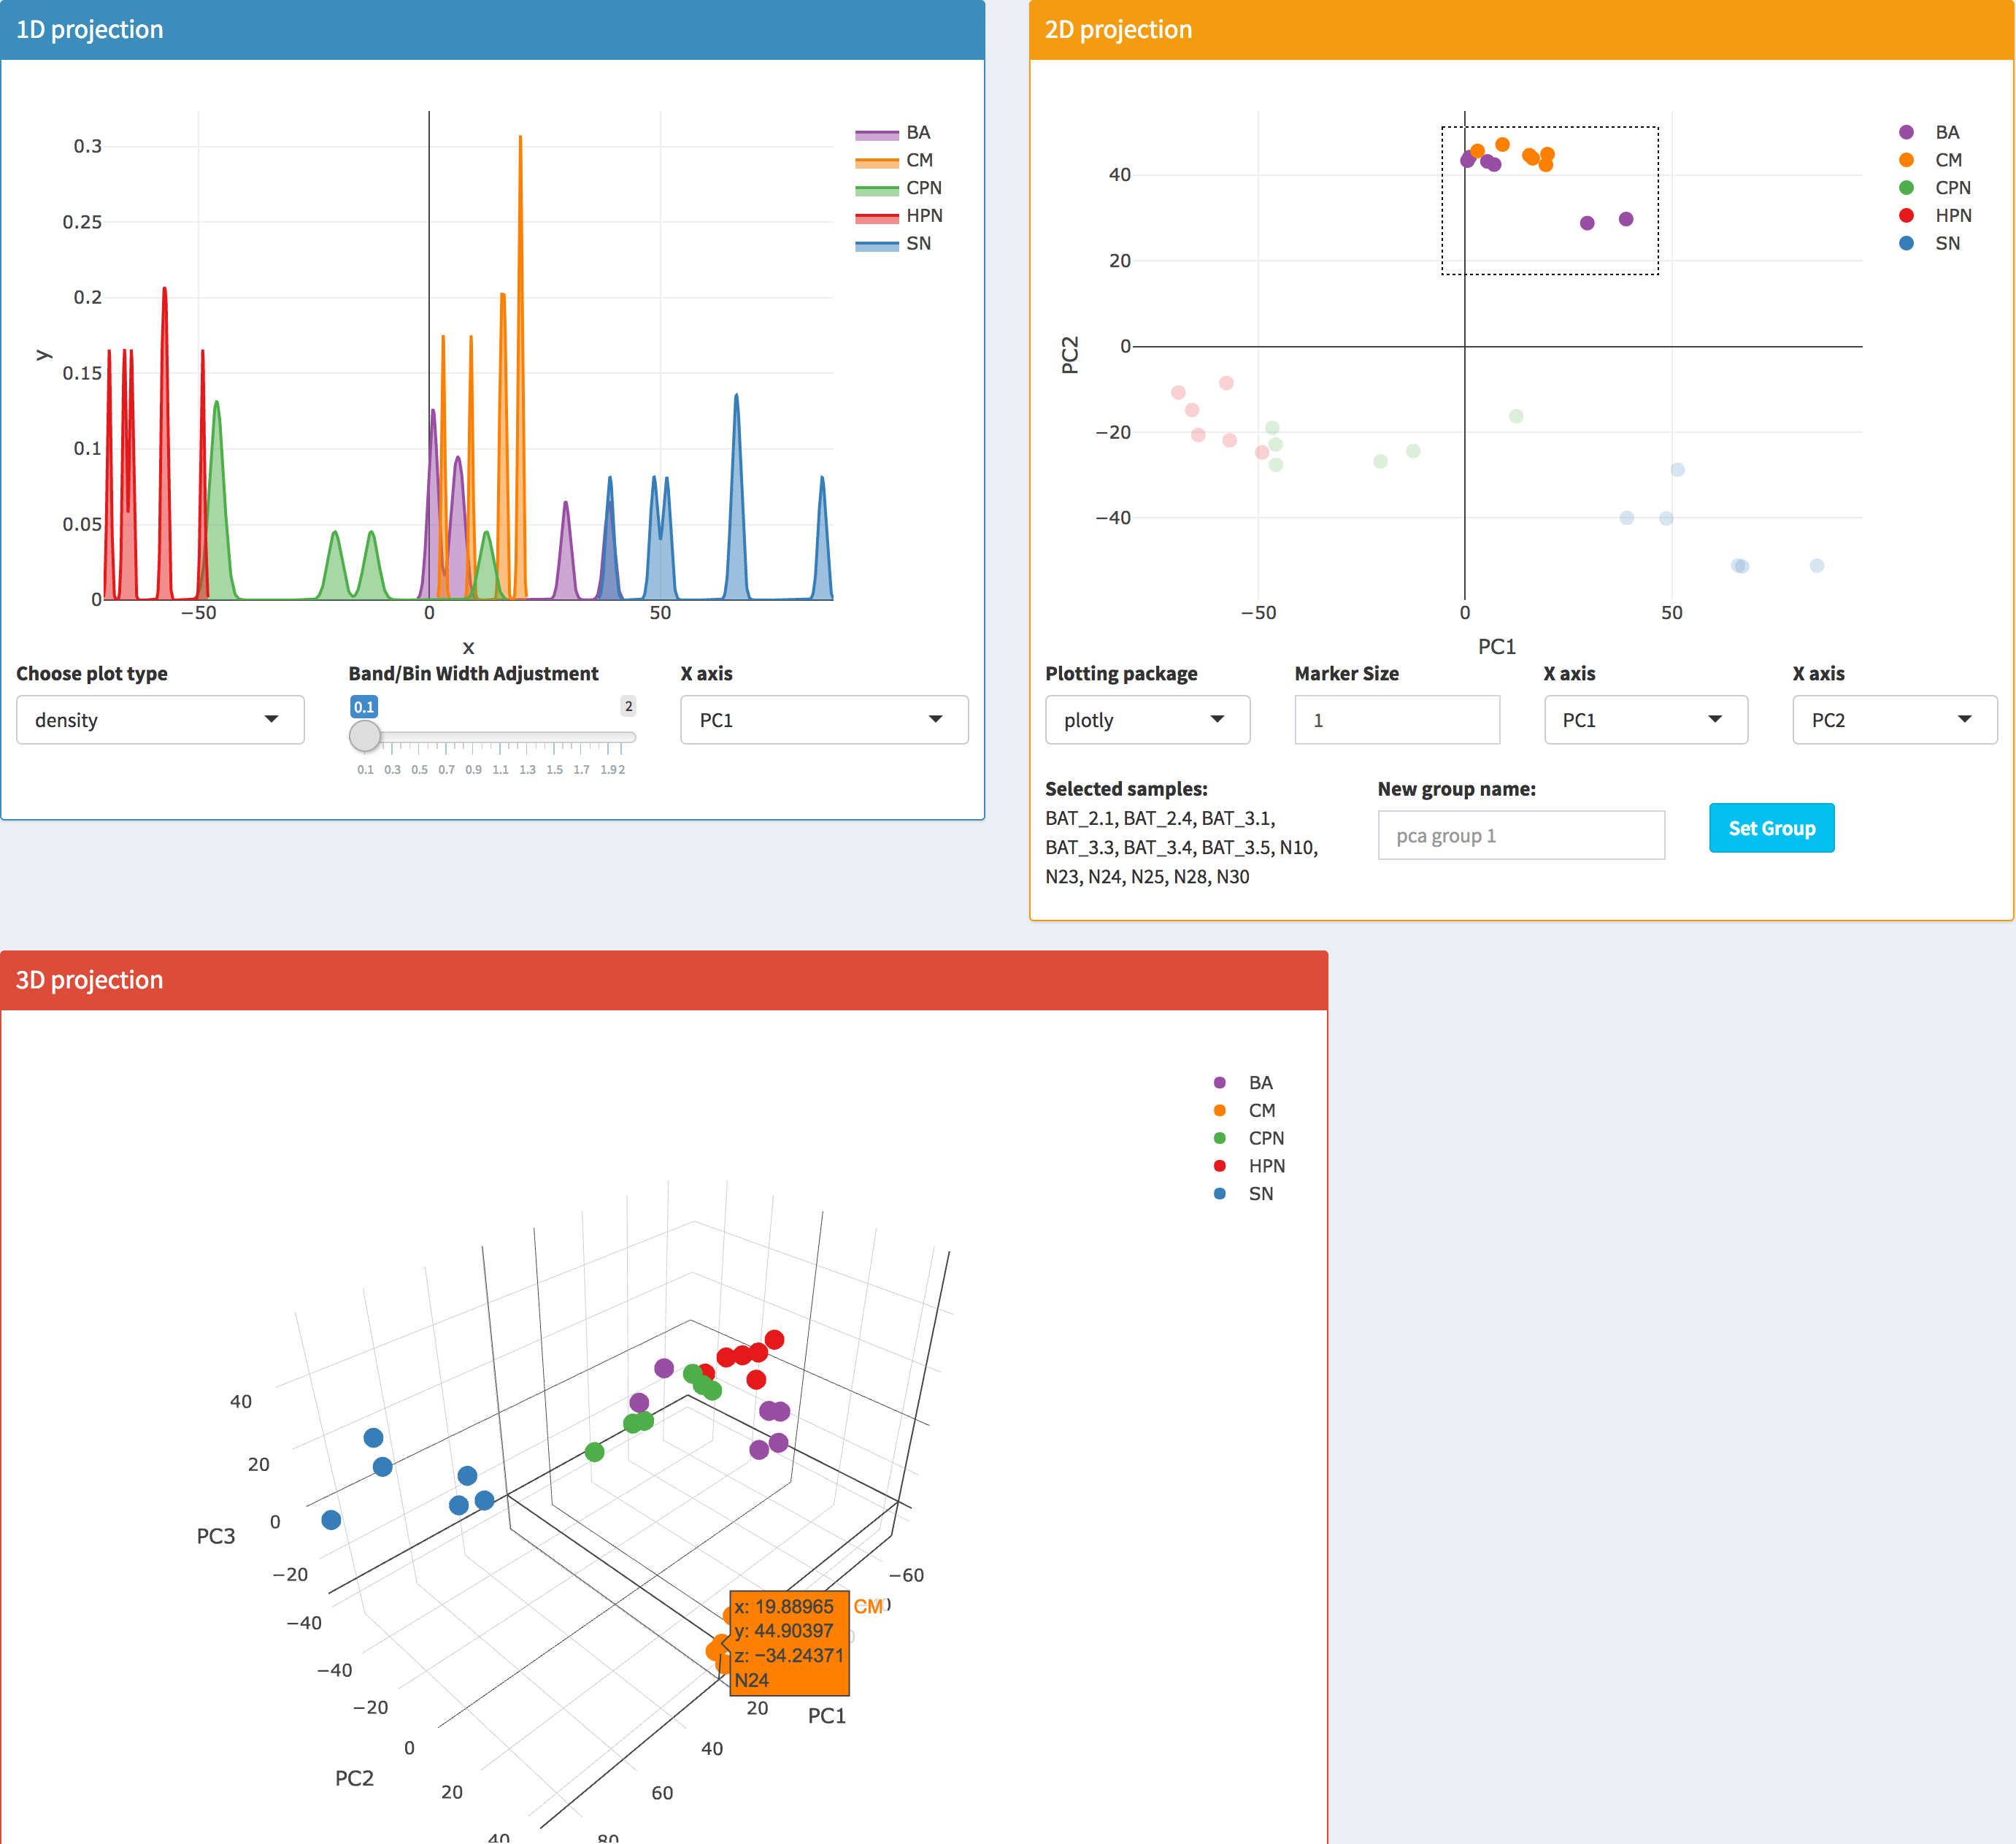 1D projection
0.3
0.25
0.2
0.15
0.1
0.05
0
y
−50
0
50
x
BA
CM
CPN
HPN
SN
Choose plot type
density
Band/Bin Width Adjustment
0.1
2
0.1 0.3 0.5 0.7 0.9 1.1 1.3 1.5 1.7 1.9 2
X axis
PC1
2D projection
40
20
0
−20
−40
PC2
−50
0
50
PC1
BA
CM
CPN
HPN
SN
Plotting package
plotly
Marker Size
1
X axis
PC1
X axis
PC2
Selected samples:
BAT_2.1, BAT_2.4, BAT_3.1,
BAT_3.3, BAT_3.4, BAT_3.5, N10,
N23, N24, N25, N28, N30
New group name:
pca group 1
Set Group
3D projection
BA
CM
CPN
HPN
SN
40
20
0
PC3
−20
−40
−40
−20
0
PC2
20
40
−60
x: 19.88965
y: 44.90397
z: −34.24371
N24
CM
20
PC1
40
60
80